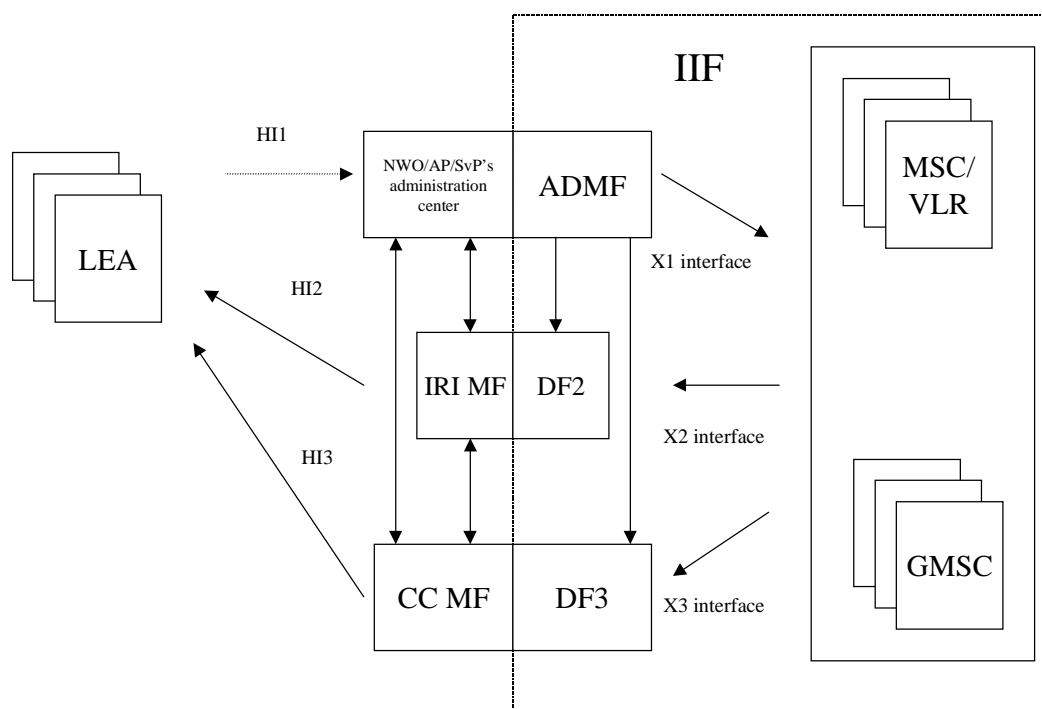 IIF
HI1
NWO/AP/SvP's
administration
center
ADMF
MSC/
VLR
LEA
X1 interface
HI2
IRI MF
DF2
X2 interface
HI3
GMSC
CC MF
DF3
X3 interface